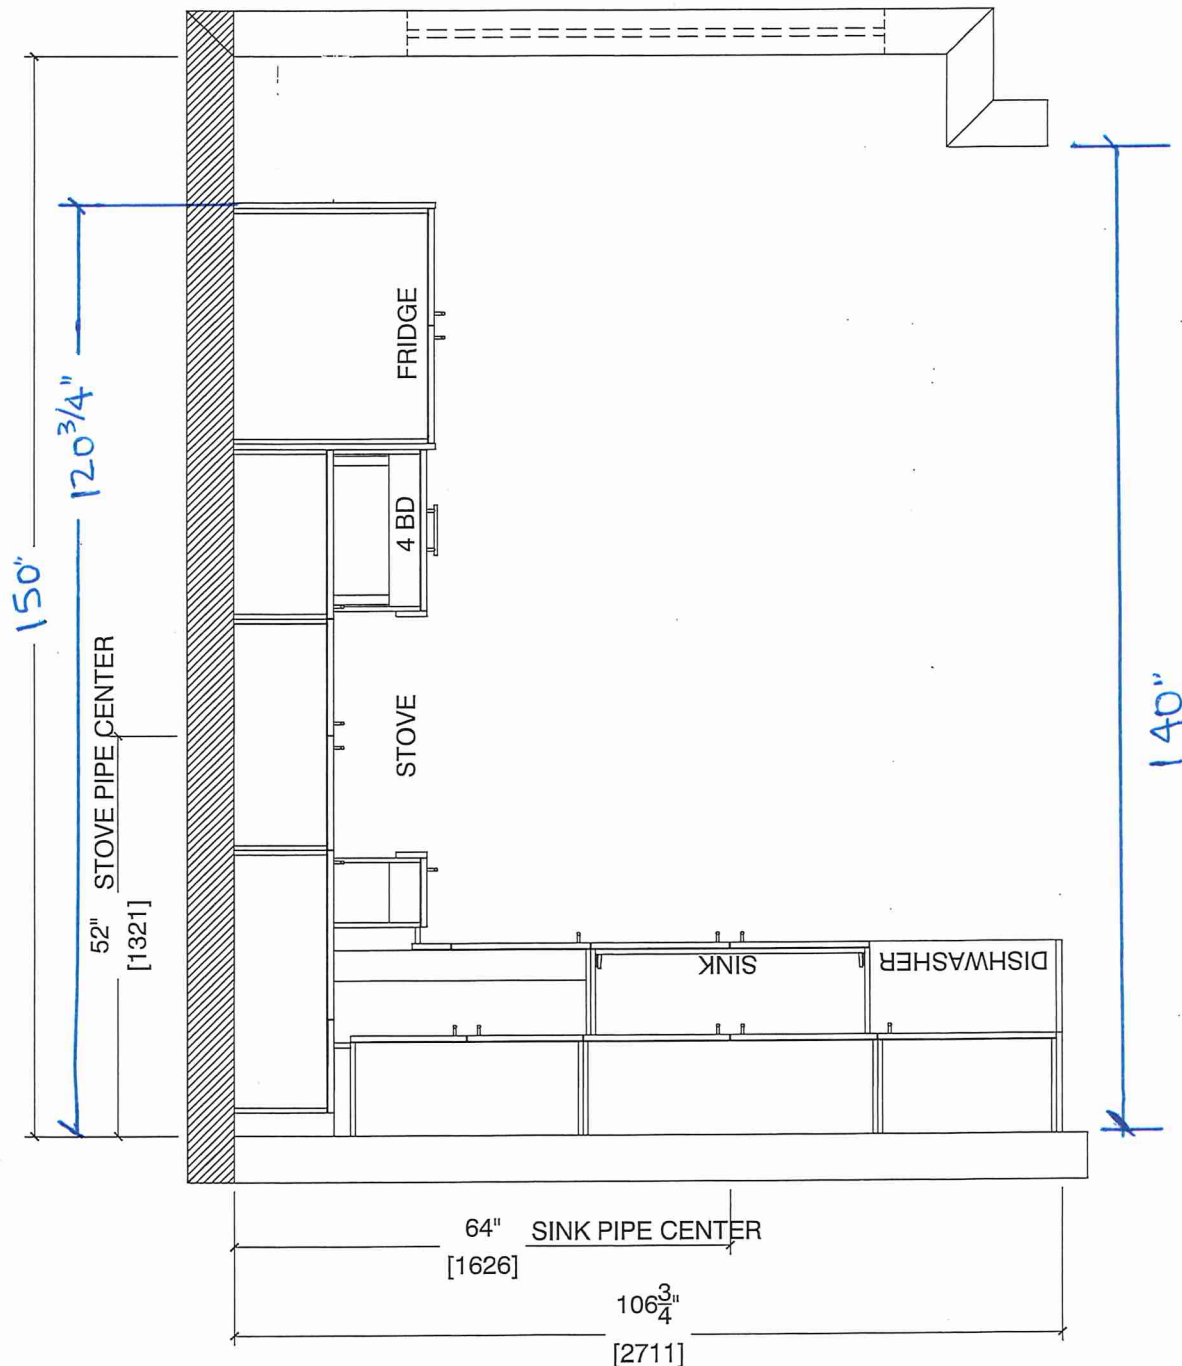 FRIDGE
120 3/4"
4 BD
150"
STOVE PIPE CENTER
52"
[1321]
STOVE
140"
SINK
DISHWASHER
64" SINK PIPE CENTER
[1626]
106 3/4"
[2711]